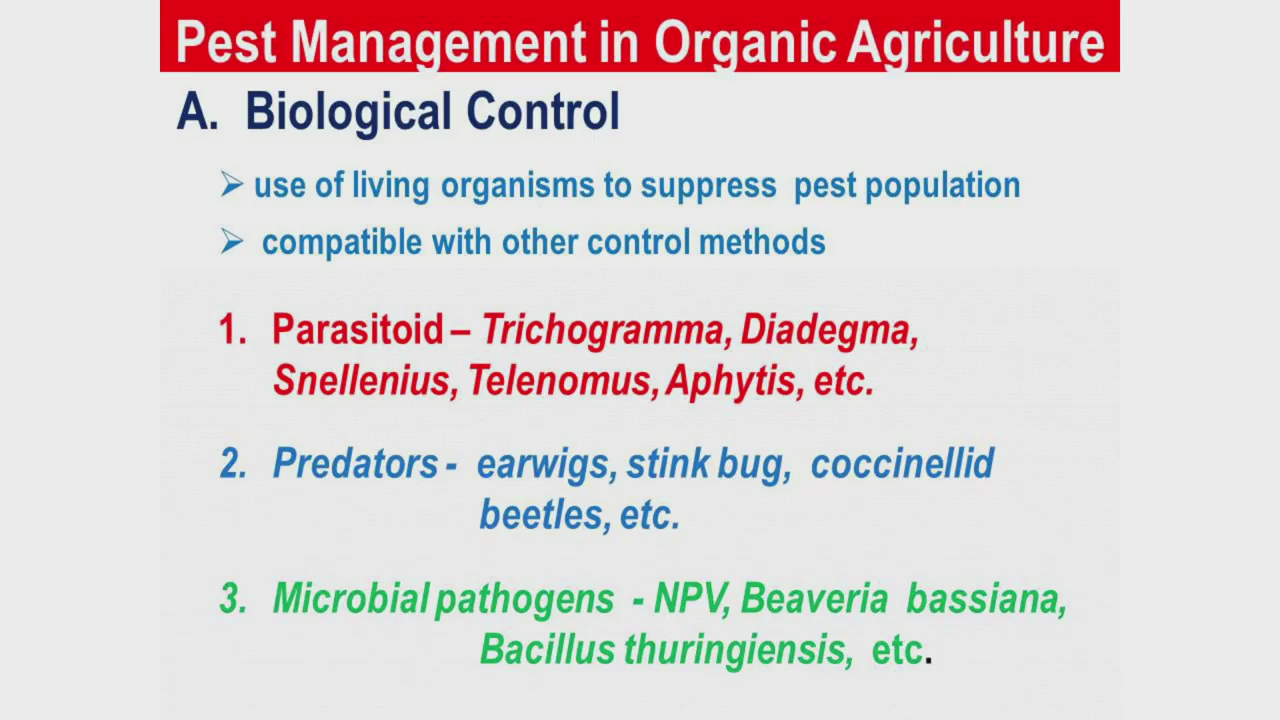 Pest Management in Organic Agriculture
A. Biological Control
➢ use of living organisms to suppress pest population
➢ compatible with other control methods
1. Parasitoid – Trichogramma, Diadegma,
Snellenius, Telenomus, Aphytis, etc.
2. Predators - earwigs, stink bug, coccinellid
beetles, etc.
3. Microbial pathogens - NPV, Beaveria bassiana,
Bacillus thuringiensis, etc.